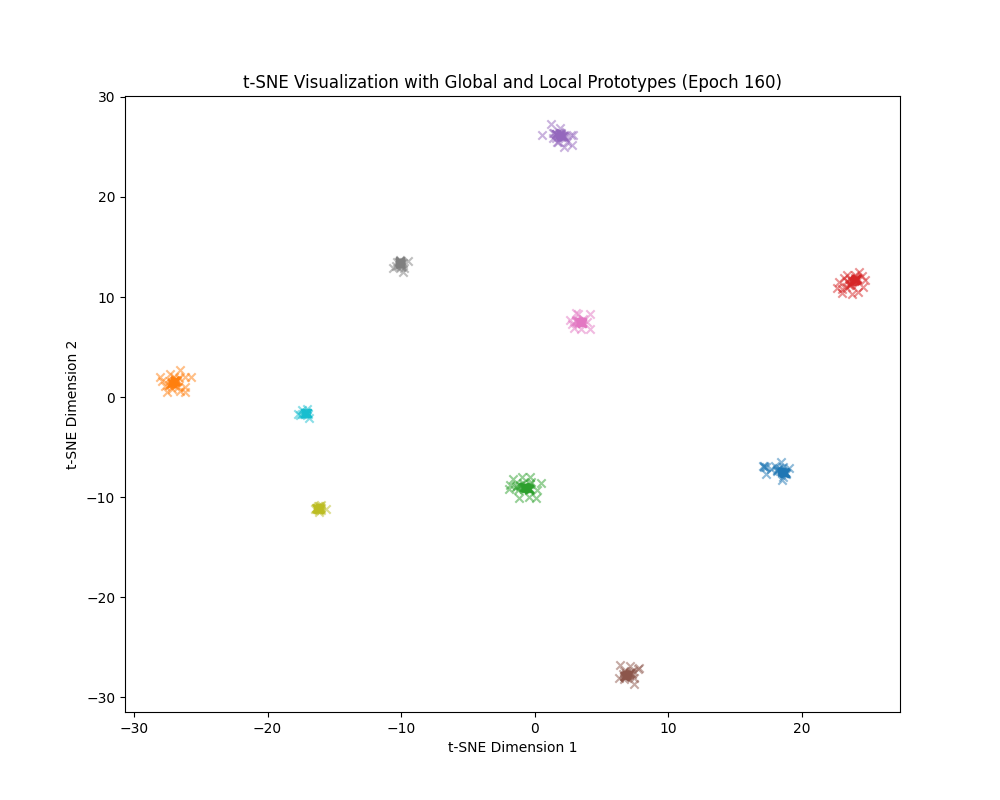 t-SNE Visualization with Global and Local Prototypes (Epoch 160)
30
20
10
0
−10
−20
−30
t-SNE Dimension 2
−30 −20 −10 0 10 20
t-SNE Dimension 1